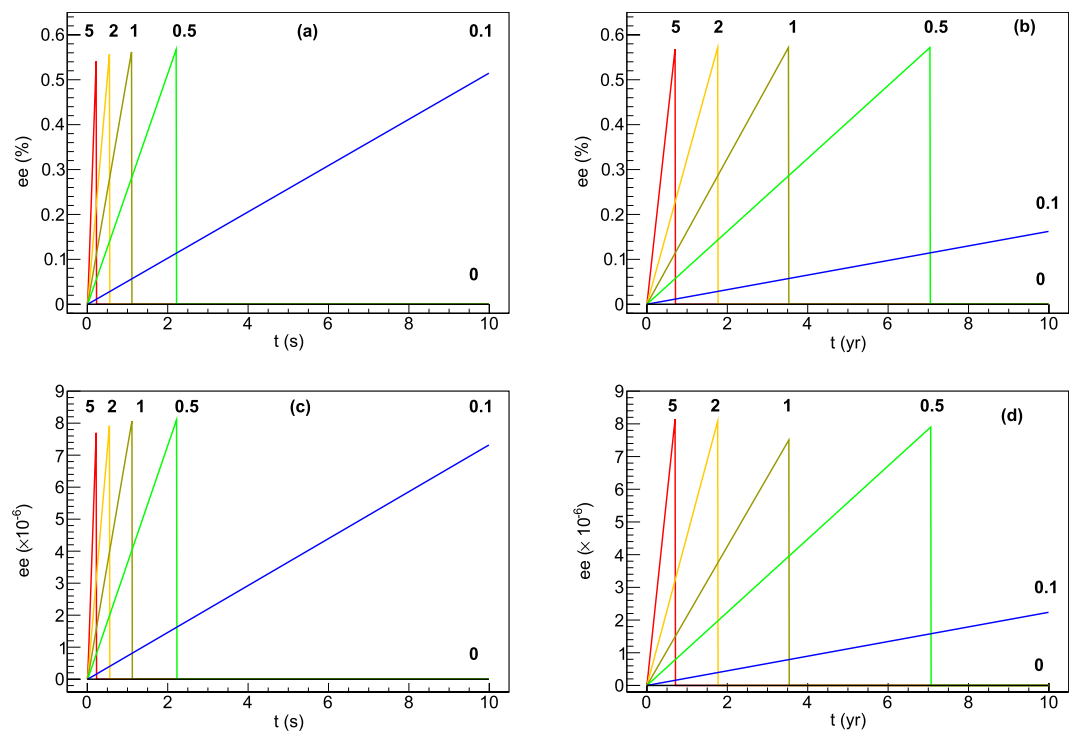 5 2 1 0.5 (a) 0.1
0.6
0.5
0.4
0.3
0.2
0.1
0
ee (%)
0
0 2 4 6 8 10
t (s)
5 2 1 0.5 (b)
0.6
0.5
0.4
0.3
0.2
0.1
0
ee (%)
0.1
0
0 2 4 6 8 10
t (yr)
5 2 1 0.5 (c) 0.1
9
8
7
6
5
4
3
2
1
0
ee (×10⁻⁶)
0
0 2 4 6 8 10
t (s)
5 2 1 0.5 (d)
9
8
7
6
5
4
3
2
1
0
ee (× 10⁻⁶)
0.1
0
0 2 4 6 8 10
t (yr)